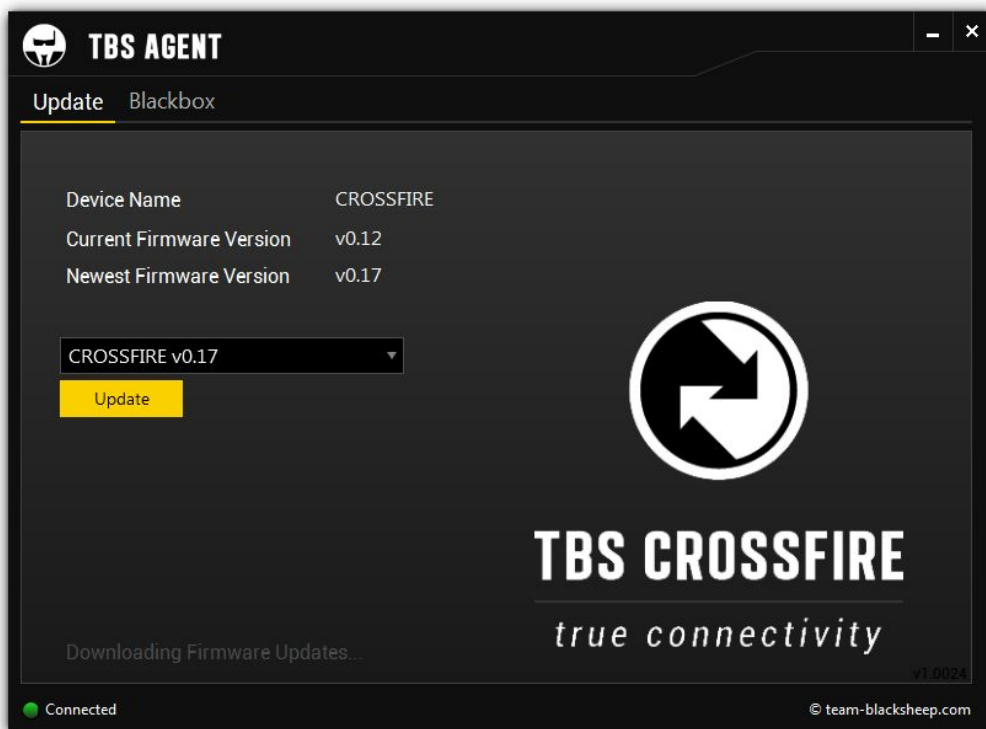 TBS AGENT
Update Blackbox
Device Name CROSSFIRE
Current Firmware Version v0.12
Newest Firmware Version v0.17
CROSSFIRE v0.17
Update
TBS CROSSFIRE
true connectivity
Downloading Firmware Updates...
v1.0024
Connected © team-blacksheep.com